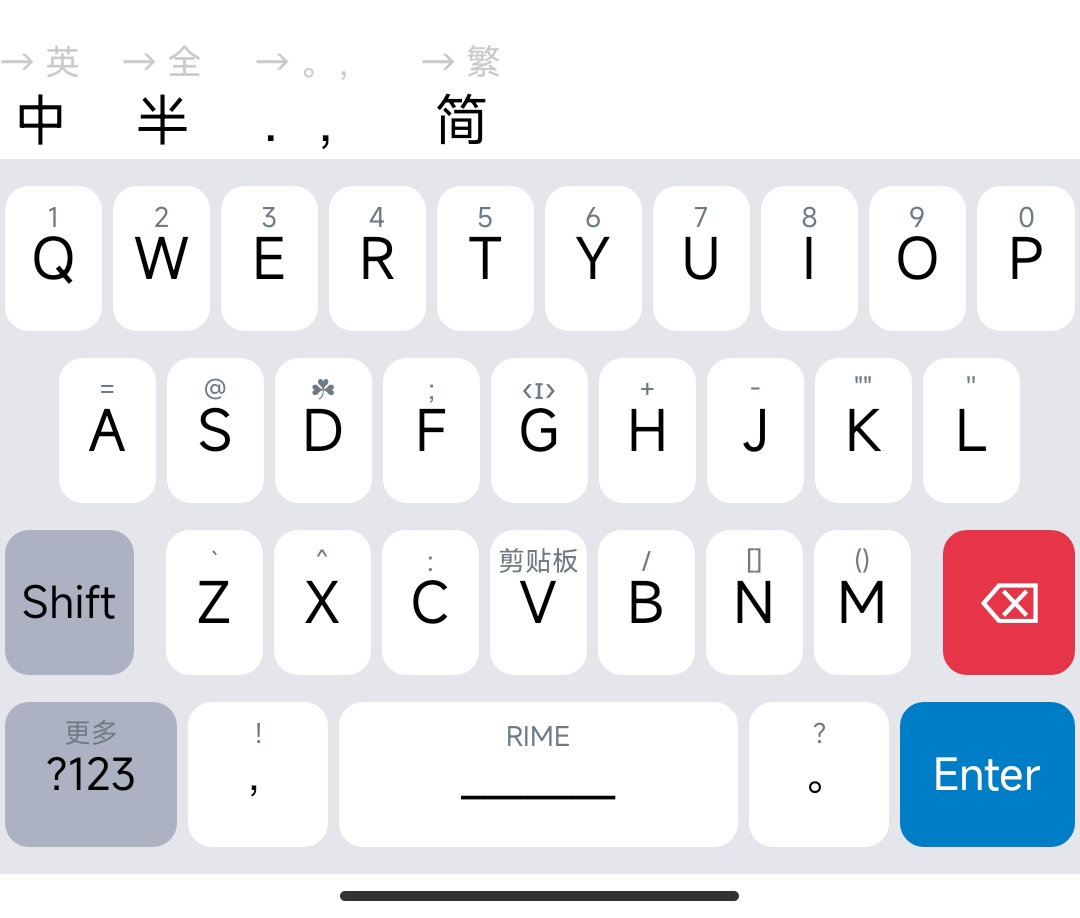 → 英 → 全 → 。, → 繁
中 半 . , 简
1 2 3 4 5 6 7 8 9 0
Q W E R T Y U I O P
= @ ☘ ; ‹I› + - "" "
A S D F G H J K L
` ^ : 剪贴板 / [] ()
Shift Z X C V B N M
更多 ! RIME ?
?123 , 。 Enter